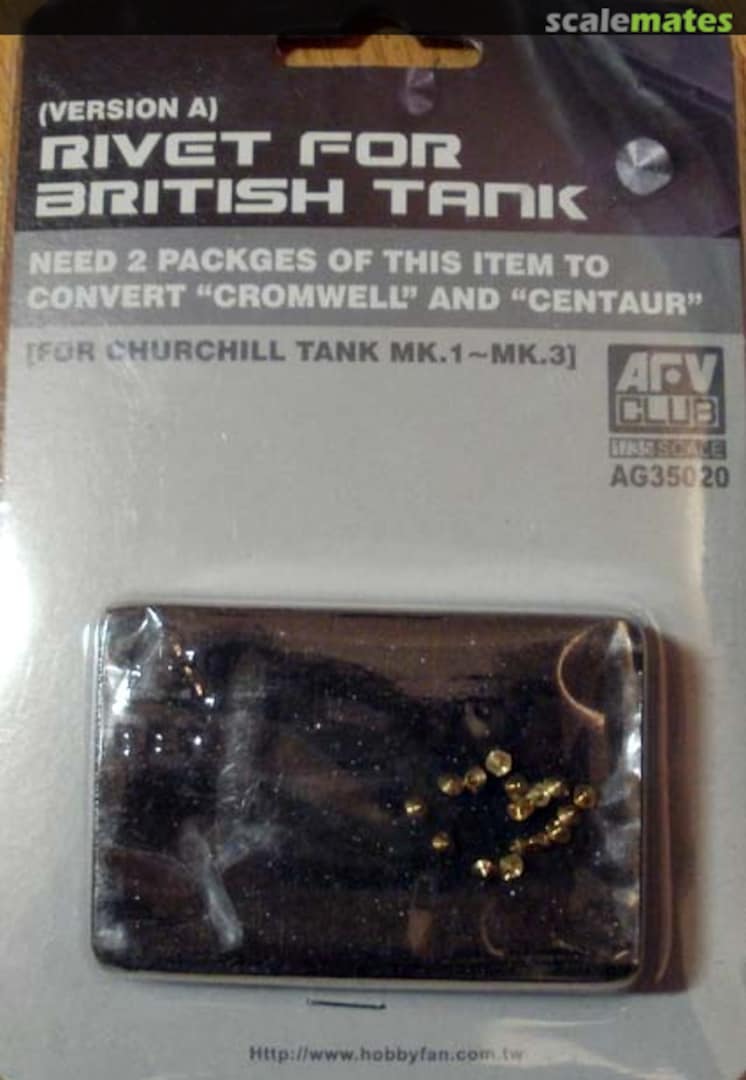 scalemates
(VERSION A)
RIVET FOR
BRITISH TANK
NEED 2 PACKGES OF THIS ITEM TO
CONVERT “CROMWELL” AND “CENTAUR”
[FOR CHURCHILL TANK MK.1~MK.3]
AFV
CLUB
1/35 SCALE
AG35020
Http://www.hobbyfan.com.tw